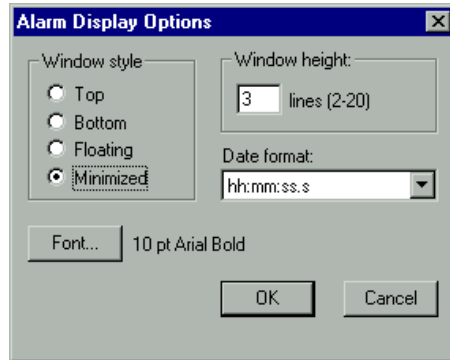 Alarm Display Options
Window style
Top
Bottom
Floating
Minimized
Window height:
3 lines (2-20)
Date format:
hh:mm:ss.s
Font... 10 pt Arial Bold
OK Cancel